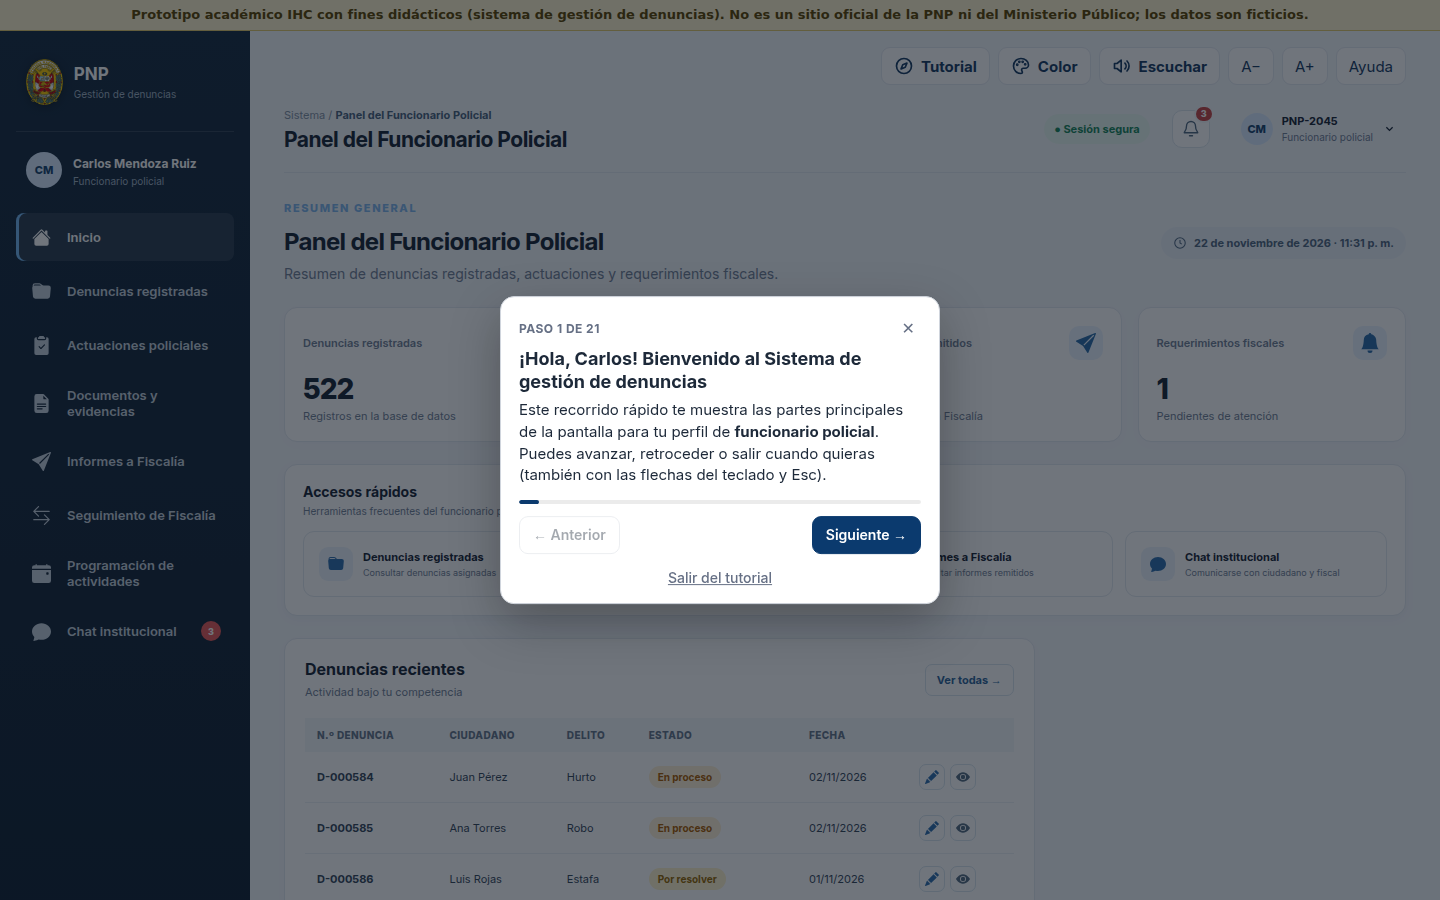 Prototipo académico IHC con fines didácticos (sistema de gestión de denuncias). No es un sitio oficial de la PNP ni del Ministerio Público; los datos son ficticios.
PNP
Gestión de denuncias
CM
Carlos Mendoza Ruiz
Funcionario policial
Inicio
Denuncias registradas
Actuaciones policiales
Documentos y
evidencias
Informes a Fiscalía
Seguimiento de Fiscalía
Programación de
actividades
Chat institucional
3
Tutorial
Color
Escuchar
A−
A+
Ayuda
Sistema / Panel del Funcionario Policial
Panel del Funcionario Policial
● Sesión segura
3
CM
PNP-2045
Funcionario policial
RESUMEN GENERAL
Panel del Funcionario Policial
22 de noviembre de 2026 · 11:31 p. m.
Resumen de denuncias registradas, actuaciones y requerimientos fiscales.
Denuncias registradas
522
Registros en la base de datos
Fiscalía
Requerimientos fiscales
1
Pendientes de atención
PASO 1 DE 21
×
¡Hola, Carlos! Bienvenido al Sistema de
gestión de denuncias
Este recorrido rápido te muestra las partes principales
de la pantalla para tu perfil de funcionario policial.
Puedes avanzar, retroceder o salir cuando quieras
(también con las flechas del teclado y Esc).
← Anterior
Siguiente →
Salir del tutorial
Accesos rápidos
Herramientas frecuentes del funcionario
Denuncias registradas
Consultar denuncias asignadas
a Fiscalía
informes remitidos
Chat institucional
Comunicarse con ciudadano y fiscal
Denuncias recientes
Actividad bajo tu competencia
Ver todas →
N.º DENUNCIA CIUDADANO DELITO ESTADO FECHA
D-000584 Juan Pérez Hurto En proceso 02/11/2026
D-000585 Ana Torres Robo En proceso 02/11/2026
D-000586 Luis Rojas Estafa Por resolver 01/11/2026